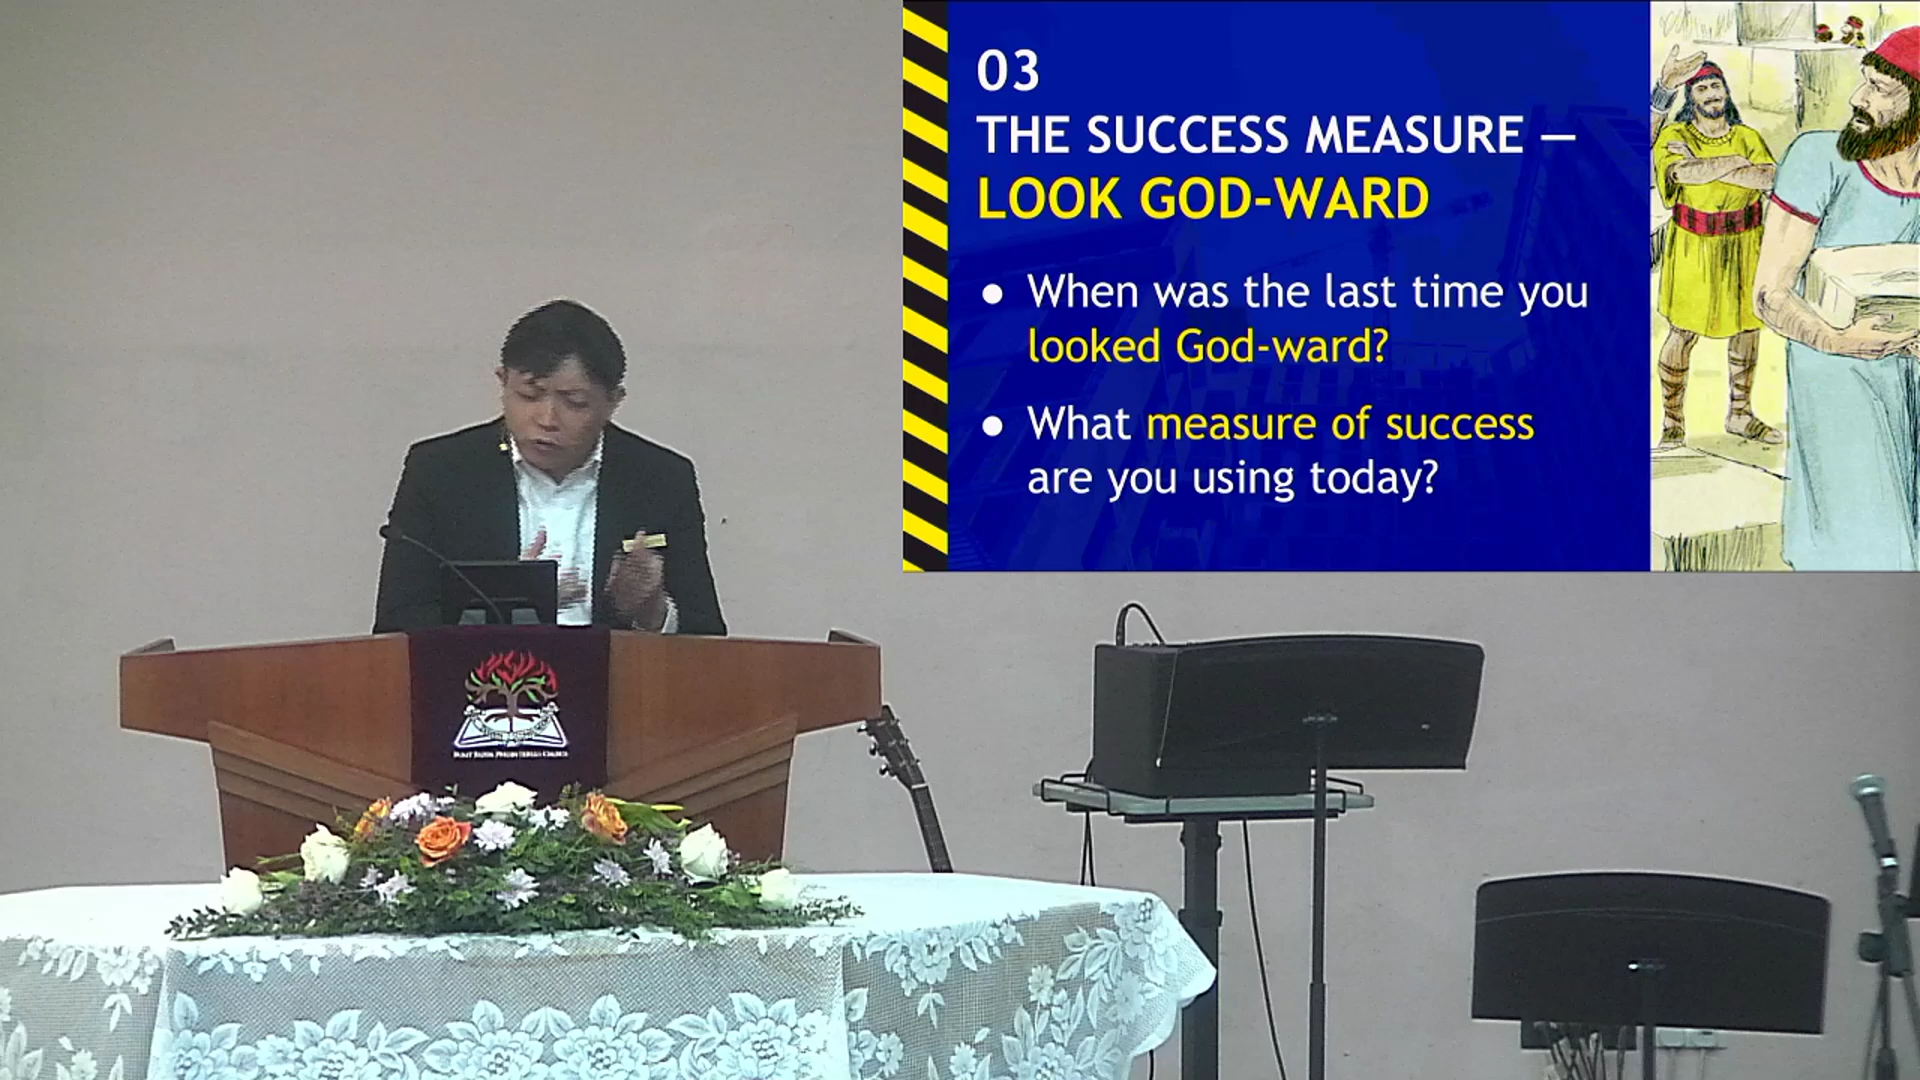 03
THE SUCCESS MEASURE —
LOOK GOD-WARD
● When was the last time you
looked God-ward?
● What measure of success
are you using today?